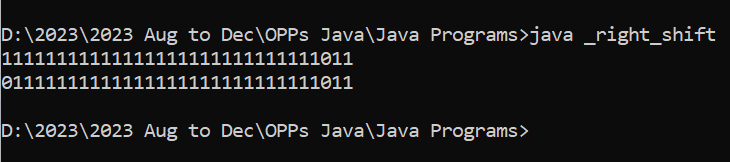 D:\2023\2023 Aug to Dec\OPPs Java\Java Programs>java _right_shift
11111111111111111111111111111011
01111111111111111111111111111011
D:\2023\2023 Aug to Dec\OPPs Java\Java Programs>